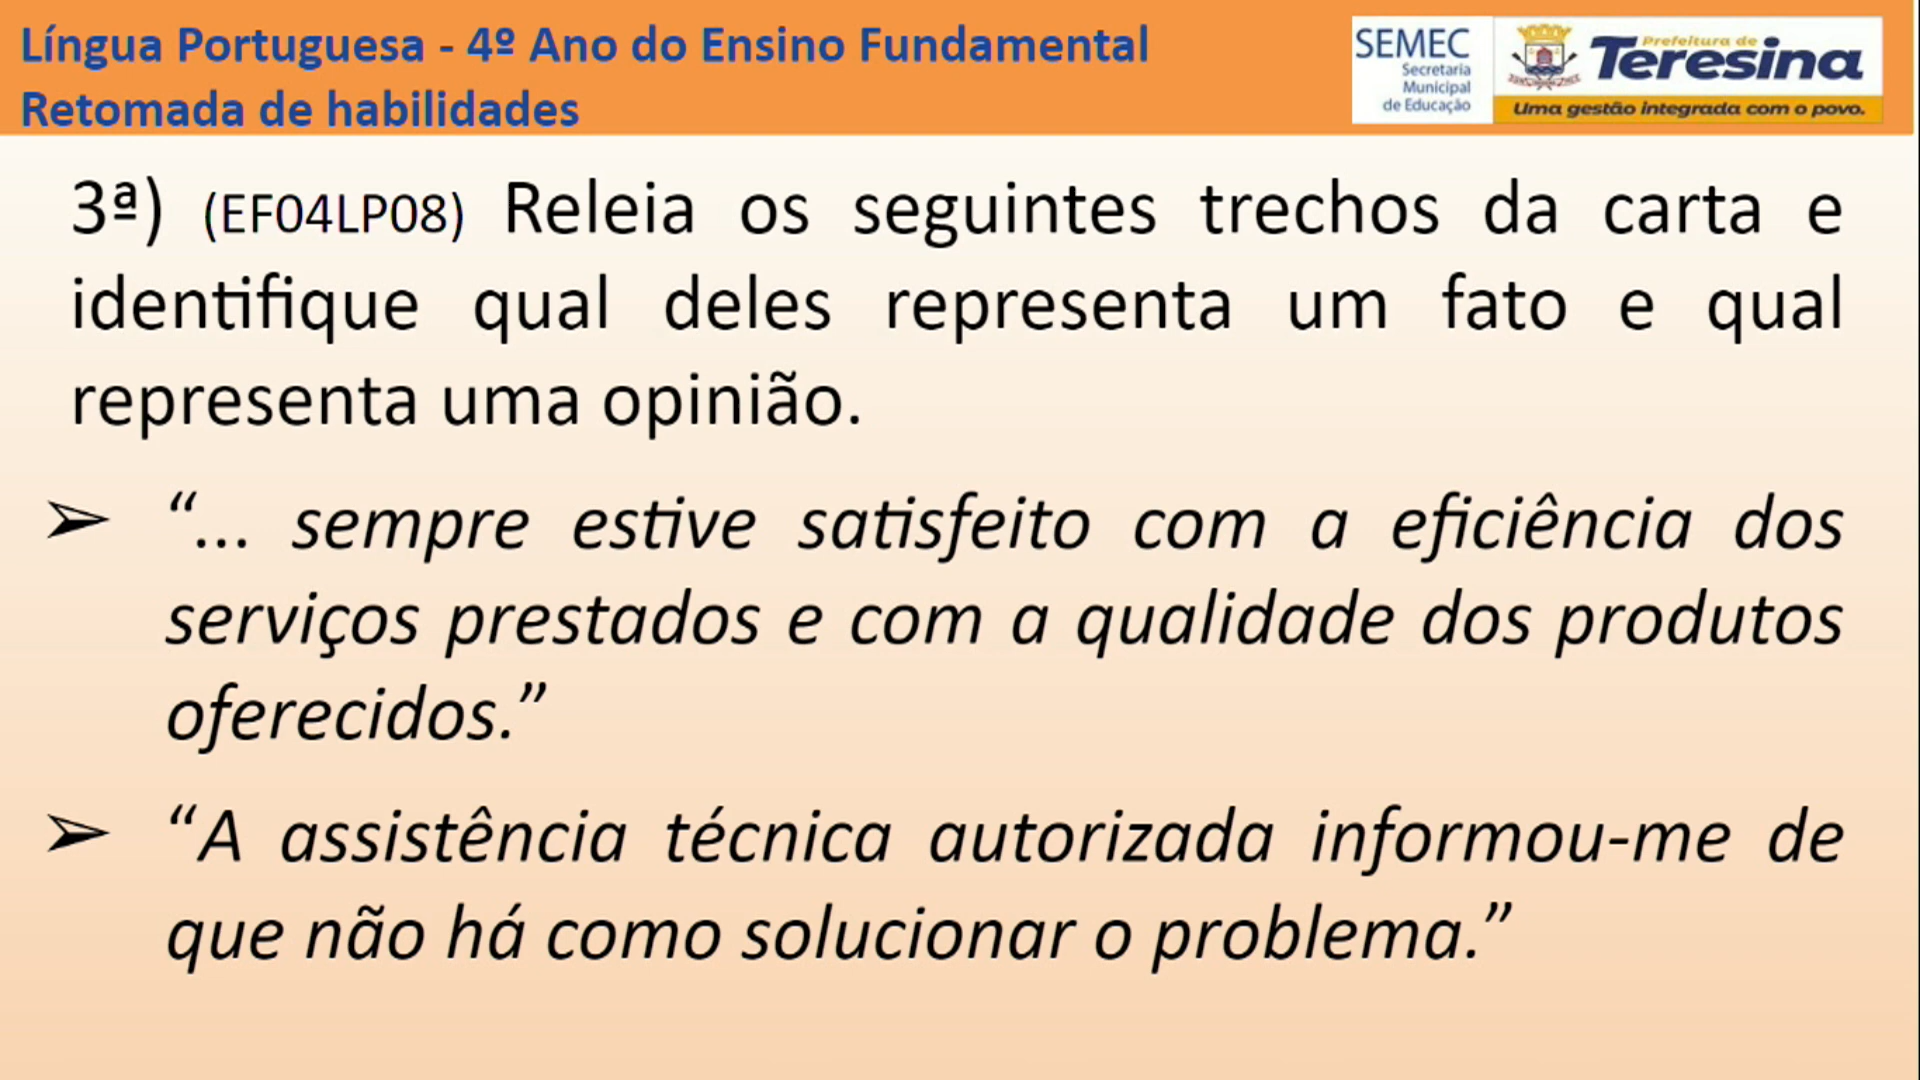 Língua Portuguesa - 4º Ano do Ensino Fundamental
Retomada de habilidades
SEMEC
Secretaria
Municipal
de Educação
Prefeitura de
Teresina
Uma gestão integrada com o povo.
3ª) (EF04LP08) Releia os seguintes trechos da carta e
identifique qual deles representa um fato e qual
representa uma opinião.
➢ “... sempre estive satisfeito com a eficiência dos
serviços prestados e com a qualidade dos produtos
oferecidos.”
➢ “A assistência técnica autorizada informou-me de
que não há como solucionar o problema.”